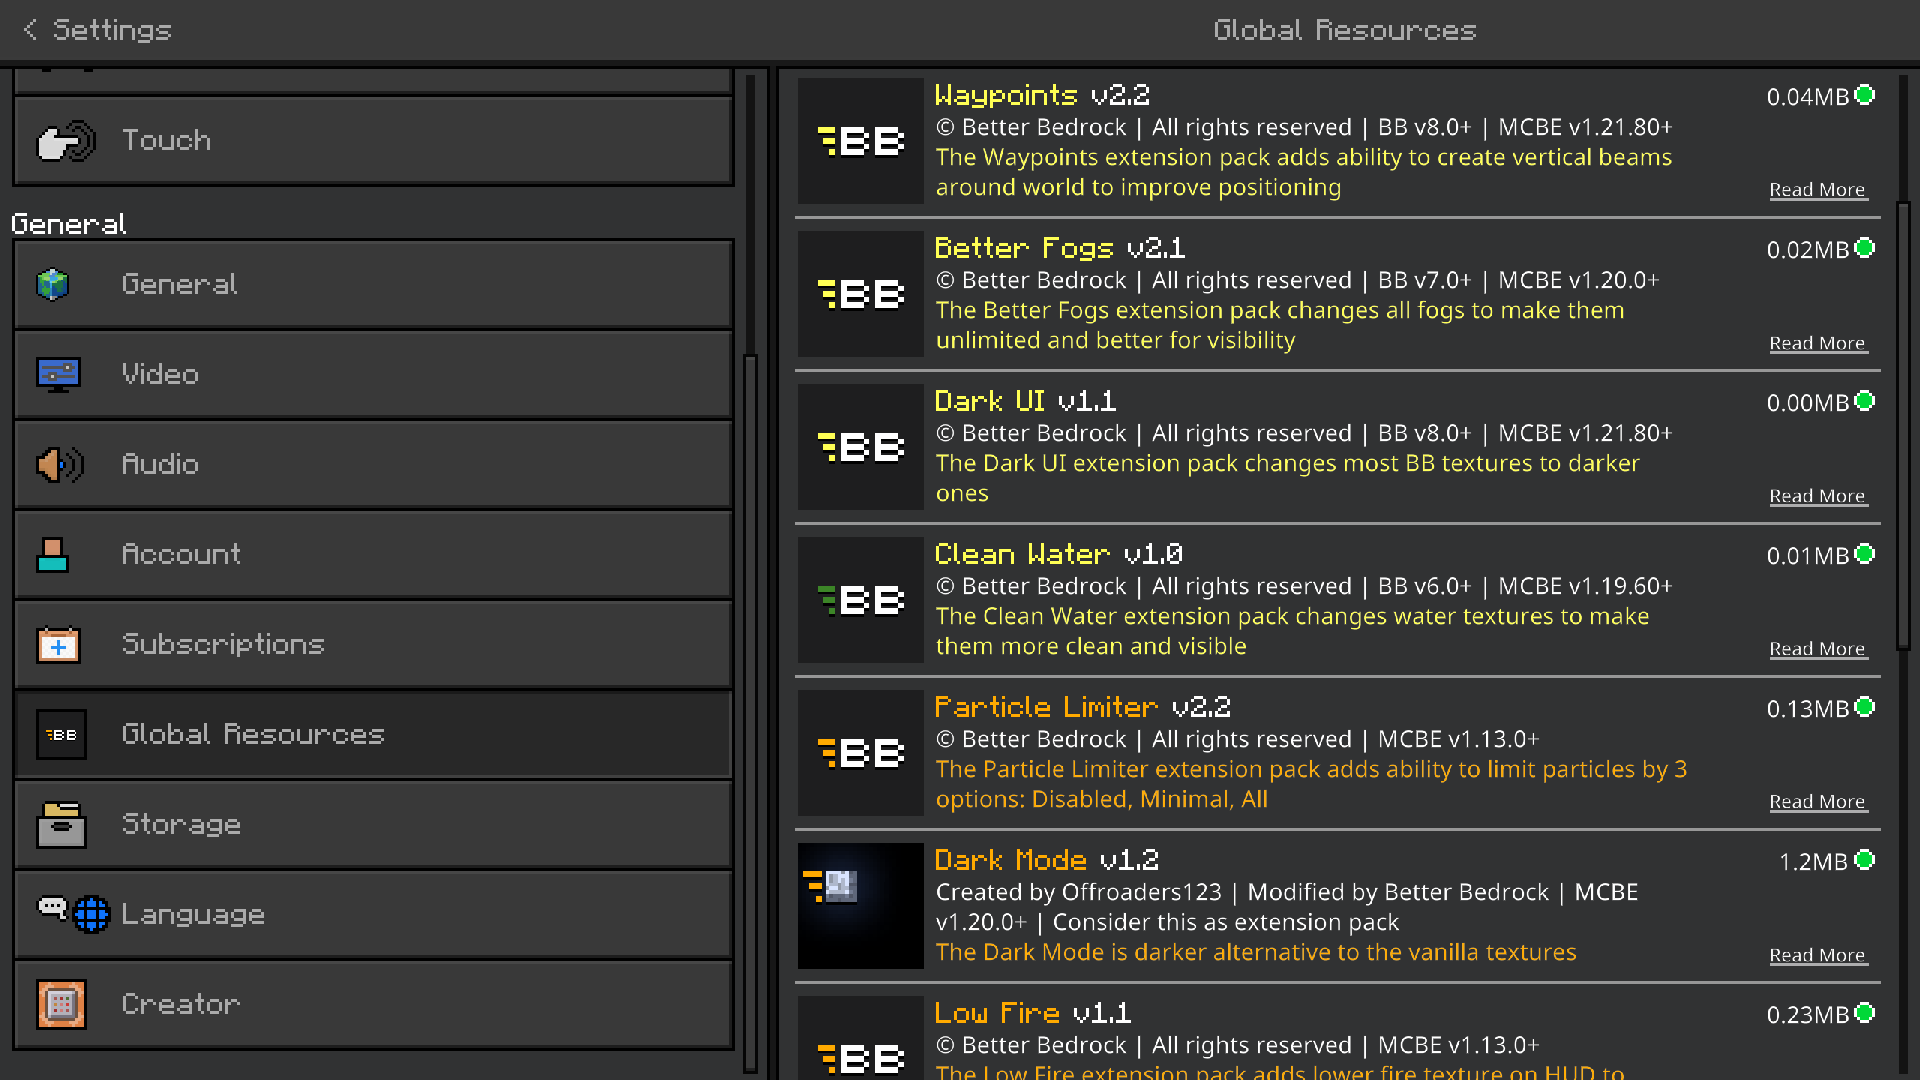 Settings
Global Resources
Touch
General
General
Video
Audio
Account
Subscriptions
BB
Global Resources
Storage
Language
Creator
BB
Waypoints v2.2
0.04MB
© Better Bedrock | All rights reserved | BB v8.0+ | MCBE v1.21.80+
The Waypoints extension pack adds ability to create vertical beams
around world to improve positioning
Read More
BB
Better Fogs v2.1
0.02MB
© Better Bedrock | All rights reserved | BB v7.0+ | MCBE v1.20.0+
The Better Fogs extension pack changes all fogs to make them
unlimited and better for visibility
Read More
BB
Dark UI v1.1
0.00MB
© Better Bedrock | All rights reserved | BB v8.0+ | MCBE v1.21.80+
The Dark UI extension pack changes most BB textures to darker
ones
Read More
BB
Clean Water v1.0
0.01MB
© Better Bedrock | All rights reserved | BB v6.0+ | MCBE v1.19.60+
The Clean Water extension pack changes water textures to make
them more clean and visible
Read More
BB
Particle Limiter v2.2
0.13MB
© Better Bedrock | All rights reserved | MCBE v1.13.0+
The Particle Limiter extension pack adds ability to limit particles by 3
options: Disabled, Minimal, All
Read More
Dark Mode v1.2
1.2MB
Created by Offroaders123 | Modified by Better Bedrock | MCBE
v1.20.0+ | Consider this as extension pack
The Dark Mode is darker alternative to the vanilla textures
Read More
BB
Low Fire v1.1
0.23MB
© Better Bedrock | All rights reserved | MCBE v1.13.0+
The Low Fire extension pack adds lower fire texture on HUD to